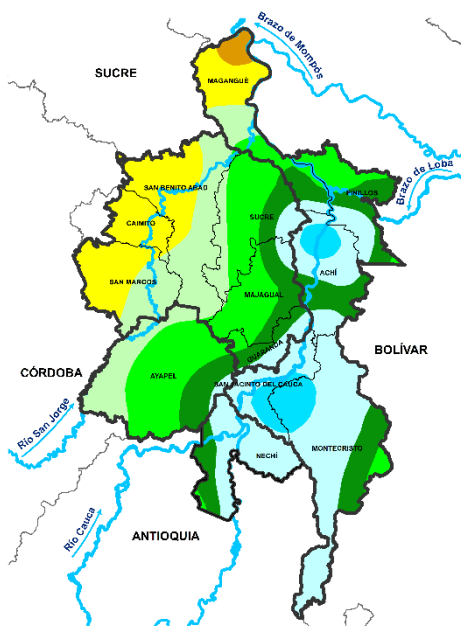 Brazo de Mompós
SUCRE
MAGANGUÉ
Brazo de Loba
SAN BENITO ABAD
PINILLOS
SUCRE
CAIMITO
ACHÍ
SAN MARCOS
MAJAGUAL
GUARANDA
BOLÍVAR
CÓRDOBA
AYAPEL
SAN JACINTO DEL CAUCA
Río San Jorge
MONTECRISTO
NECHÍ
Río Cauca
ANTIOQUIA